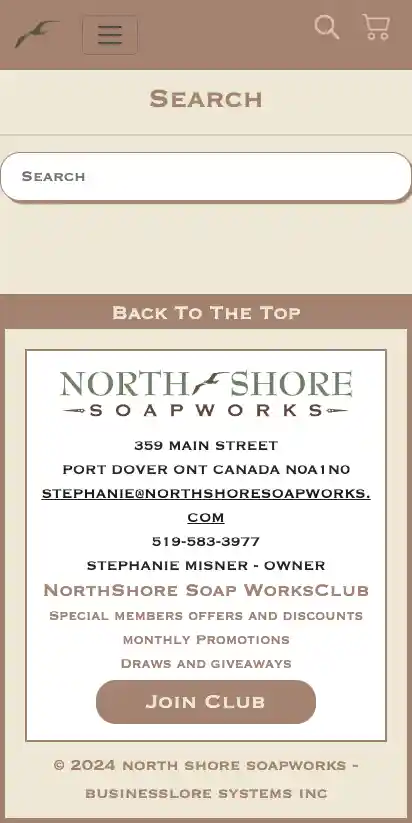 Search
Search
Back To The Top
NORTH SHORE
SOAPWORKS
359 MAIN STREET
PORT DOVER ONT CANADA N0A1N0
STEPHANIE@NORTHSHORESOAPWORKS.
COM
519-583-3977
STEPHANIE MISNER - OWNER
NorthShore Soap WorksClub
Special members offers and discounts
monthly Promotions
Draws and giveaways
Join Club
© 2024 north shore soapworks -
businesslore systems inc